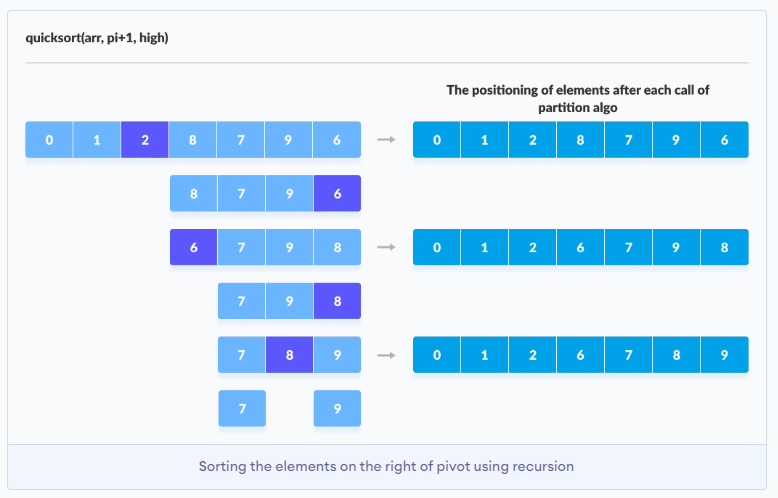 quicksort(arr, pi+1, high)
The positioning of elements after each call of
partition algo
0 1 2 8 7 9 6 0 1 2 8 7 9 6
8 7 9 6
6 7 9 8 0 1 2 6 7 9 8
7 9 8
7 8 9 0 1 2 6 7 8 9
7 9
Sorting the elements on the right of pivot using recursion